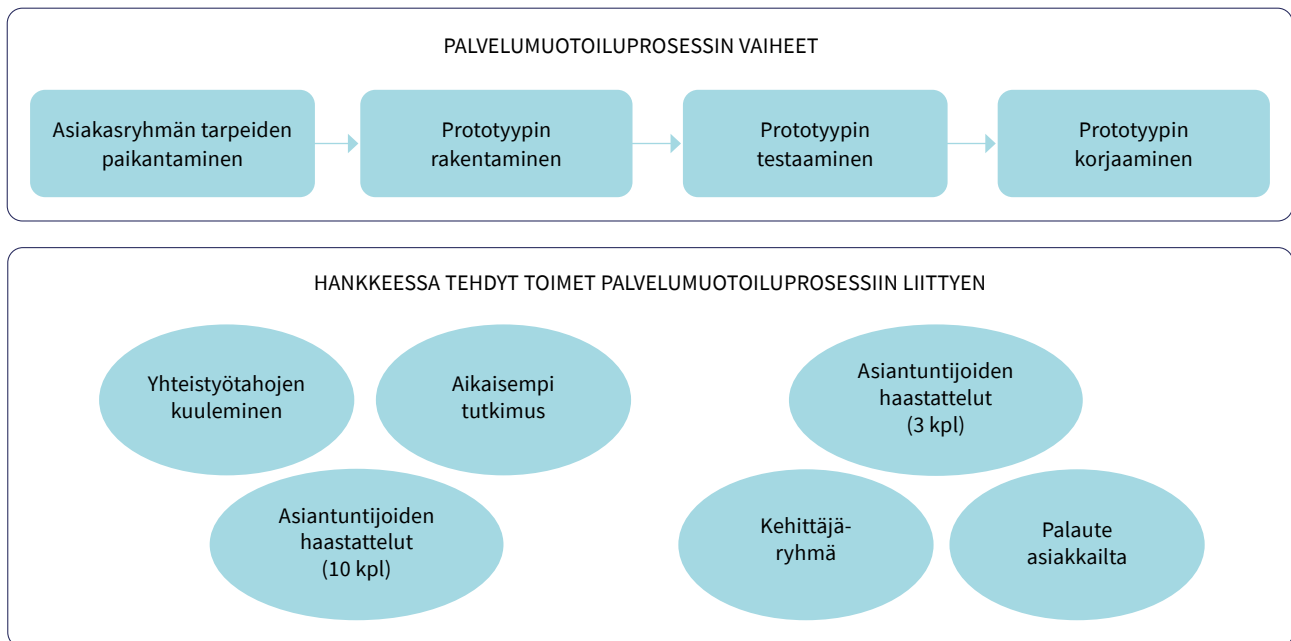 PALVELUMUOTOILUPROSESSIN VAIHEET
Asiakasryhmän tarpeiden
paikantaminen
Prototyypin
rakentaminen
Prototyypin
testaaminen
Prototyypin
korjaaminen
HANKKEESSA TEHDYT TOIMET PALVELUMUOTOILUPROSESSIIN LIITTYEN
Yhteistyötahojen
kuuleminen
Aikaisempi
tutkimus
Asiantuntijoiden
haastattelut
(10 kpl)
Asiantuntijoiden
haastattelut
(3 kpl)
Kehittäjä-
ryhmä
Palaute
asiakkailta